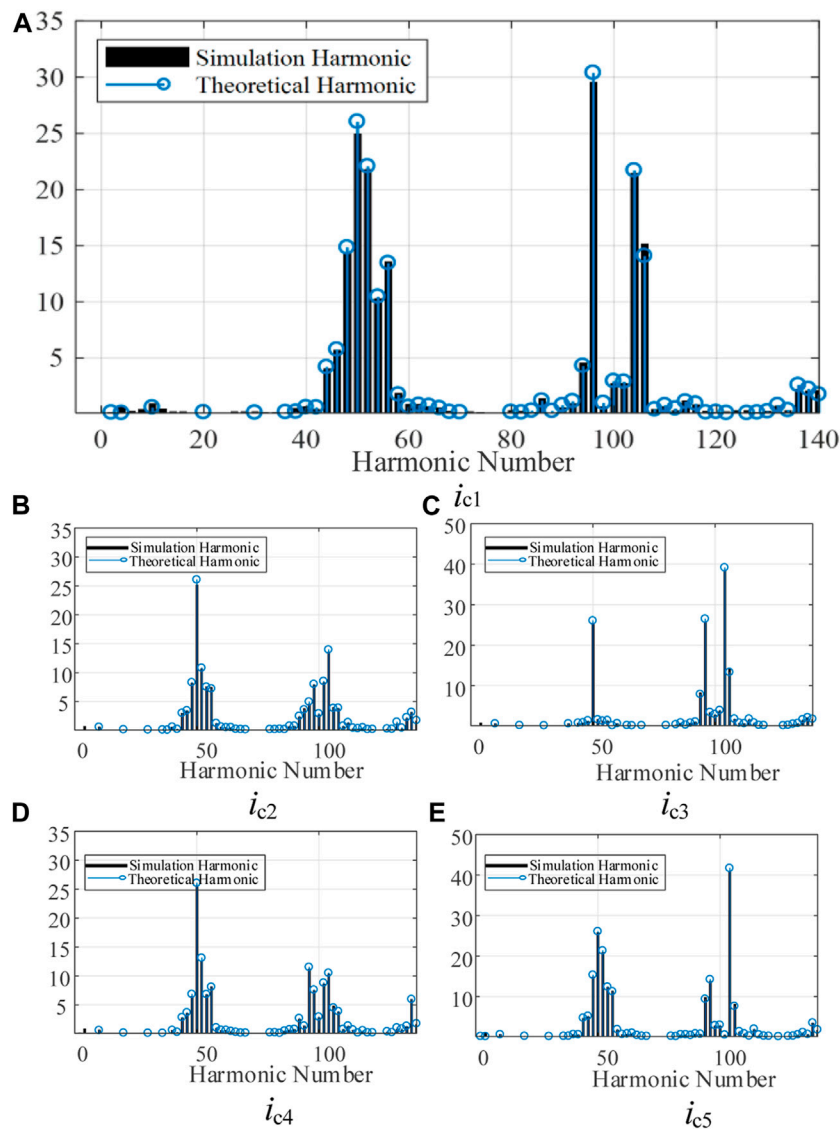 A
35
30
25
20
15
10
5
Simulation Harmonic
Theoretical Harmonic
0 20 40 60 80 100 120 140
Harmonic Number
ic1
B
35
30
25
20
15
10
5
Simulation Harmonic
Theoretical Harmonic
0 50 100
Harmonic Number
ic2
C
50
40
30
20
10
Simulation Harmonic
Theoretical Harmonic
0 50 100
Harmonic Number
ic3
D
35
30
25
20
15
10
5
Simulation Harmonic
Theoretical Harmonic
0 50 100
Harmonic Number
ic4
E
50
40
30
20
10
Simulation Harmonic
Theoretical Harmonic
0 50 100
Harmonic Number
ic5